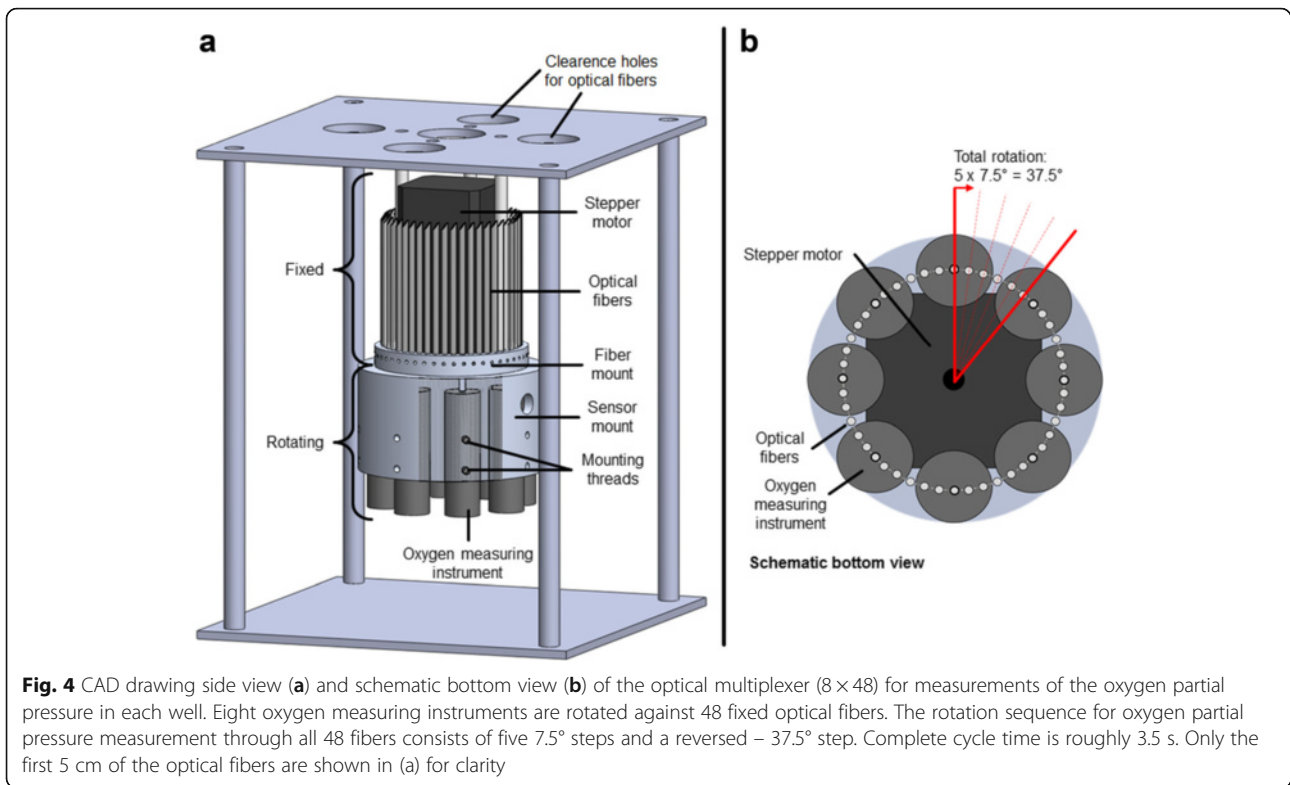 a
Clearence holes
for optical fibers
Stepper
motor
Fixed
Optical
fibers
Fiber
mount
Sensor
mount
Rotating
Mounting
threads
Oxygen measuring
instrument
b
Total rotation:
5 x 7.5° = 37.5°
Stepper motor
Optical
fibers
Oxygen
measuring
instrument
Schematic bottom view
Fig. 4 CAD drawing side view (a) and schematic bottom view (b) of the optical multiplexer (8 × 48) for measurements of the oxygen partial
pressure in each well. Eight oxygen measuring instruments are rotated against 48 fixed optical fibers. The rotation sequence for oxygen partial
pressure measurement through all 48 fibers consists of five 7.5° steps and a reversed – 37.5° step. Complete cycle time is roughly 3.5 s. Only the
first 5 cm of the optical fibers are shown in (a) for clarity